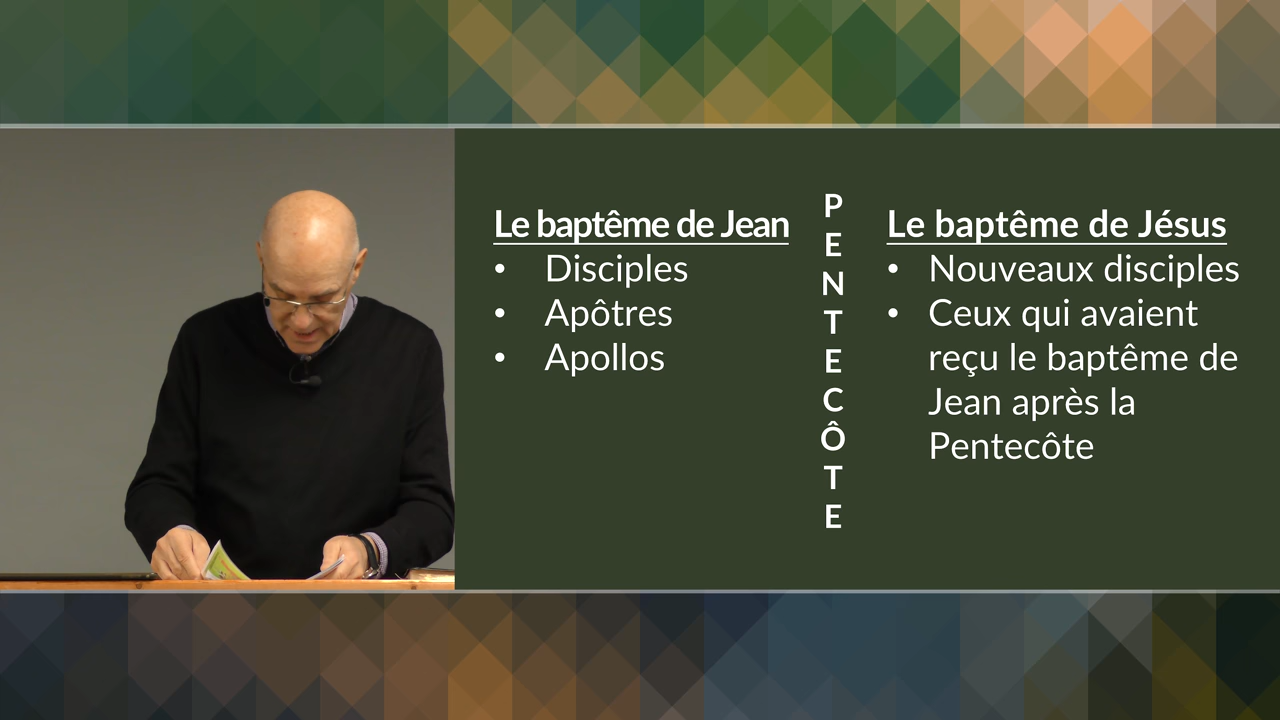 Le baptême de Jean
• Disciples
• Apôtres
• Apollos
P
E
N
T
E
C
Ô
T
E
Le baptême de Jésus
• Nouveaux disciples
• Ceux qui avaient
reçu le baptême de
Jean après la
Pentecôte